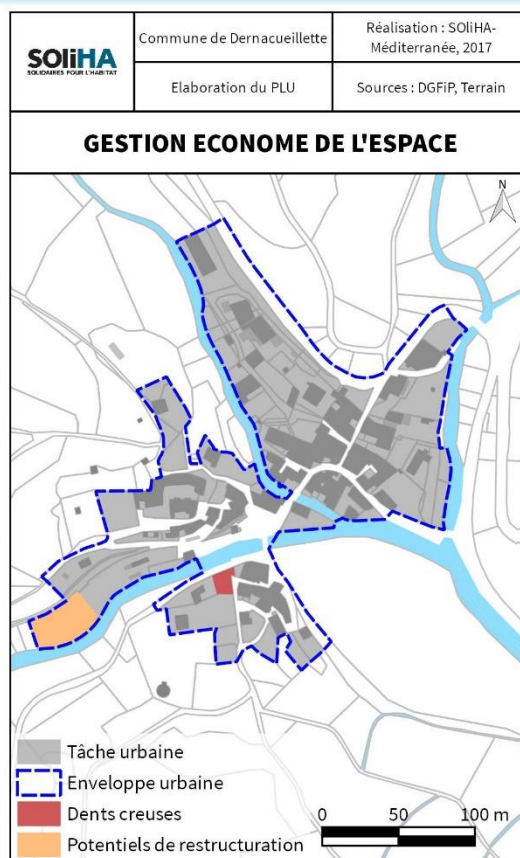 SOLiHA
SOLIDAIRES POUR L'HABITAT
Commune de Dernacueillette
Réalisation : SOLiHA-
Méditerranée, 2017
Elaboration du PLU
Sources : DGFiP, Terrain
GESTION ECONOME DE L'ESPACE
N
Tâche urbaine
Enveloppe urbaine
Dents creuses
Potentiels de restructuration
0 50 100 m